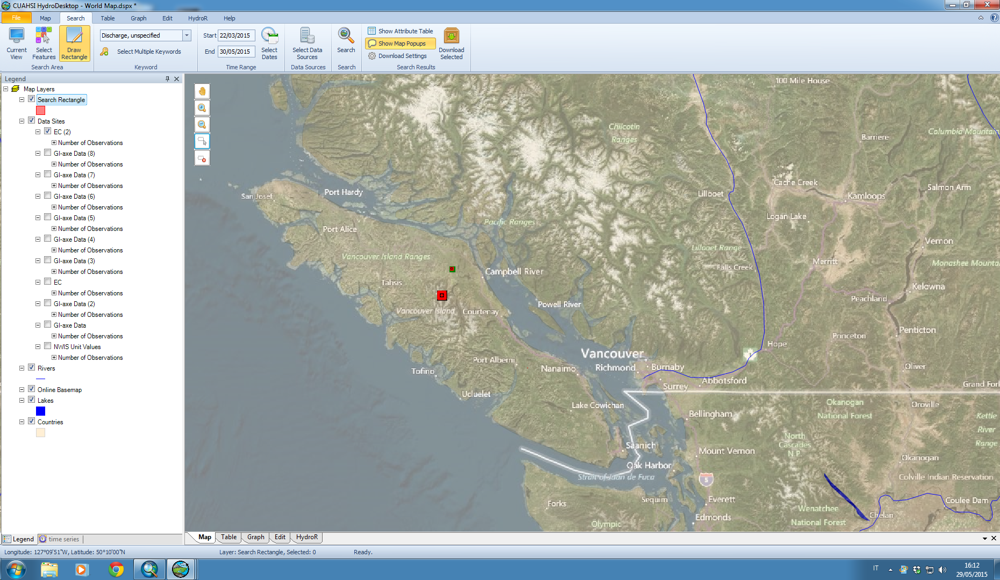 CUAHSI HydroDesktop - World Map.dspx *
File Map Search Table Graph Edit HydroR Help
Current View
Select Features
Draw Rectangle
Search Area
Discharge, unspecified
Select Multiple Keywords
Keyword
Start 22/03/2015
End 30/05/2015
Select Dates
Time Range
Select Data Sources
Data Sources
Search
Search
Show Attribute Table
Show Map Popups
Download Settings
Download Selected
Search Results
Legend
Map Layers
Search Rectangle
Data Sites
EC (2)
Number of Observations
GI-axe Data (8)
Number of Observations
GI-axe Data (7)
Number of Observations
GI-axe Data (6)
Number of Observations
GI-axe Data (5)
Number of Observations
GI-axe Data (4)
Number of Observations
GI-axe Data (3)
Number of Observations
EC
Number of Observations
GI-axe Data (2)
Number of Observations
GI-axe Data
Number of Observations
NWIS Unit Values
Number of Observations
Rivers
Online Basemap
Lakes
Countries
Legend time series
100 Mile House
Chilcotin
Ranges
Columbia Mountain
Barriere
Cache Creek
Salmon Arm
Port Hardy
San Josef
Lillooet
Kamloops
Logan Lake
Pacific Ranges
Port Alice
Vernon
Lillooet Range
Vancouver Island Ranges
Merritt
Monashee Mounta
Falls Creek
Campbell River
Tahsis
Kelowna
Peachland
Powell River
Vancouver Island
Courtenay
Penticton
Princeton
Hope
1
Vancouver
Port Alberni
Richmond
Burnaby
Nanaimo
Oliver
Tofino
Abbotsford
Surrey
Grand For
Ucluelet
Lake Cowichan
Okanogan
National Forest
Oroville
Bellingham
Kettle
River
Range
North
Cascades
N.P.
Saanich
Mount Vernon
Okanogan
Oak Harbor
Strait of Juan de Fuca
5
Colville Indian Reservation
Sequim
Everett
Coulee Dam
Forks
Wenatchee
National Forest
Chelan
Edmonds
Olympic
Map Table Graph Edit HydroR
Longitude: 127°09'51"W, Latitude: 50°10'00"N Layer: Search Rectangle, Selected: 0 Ready.
IT
16:12
29/05/2015